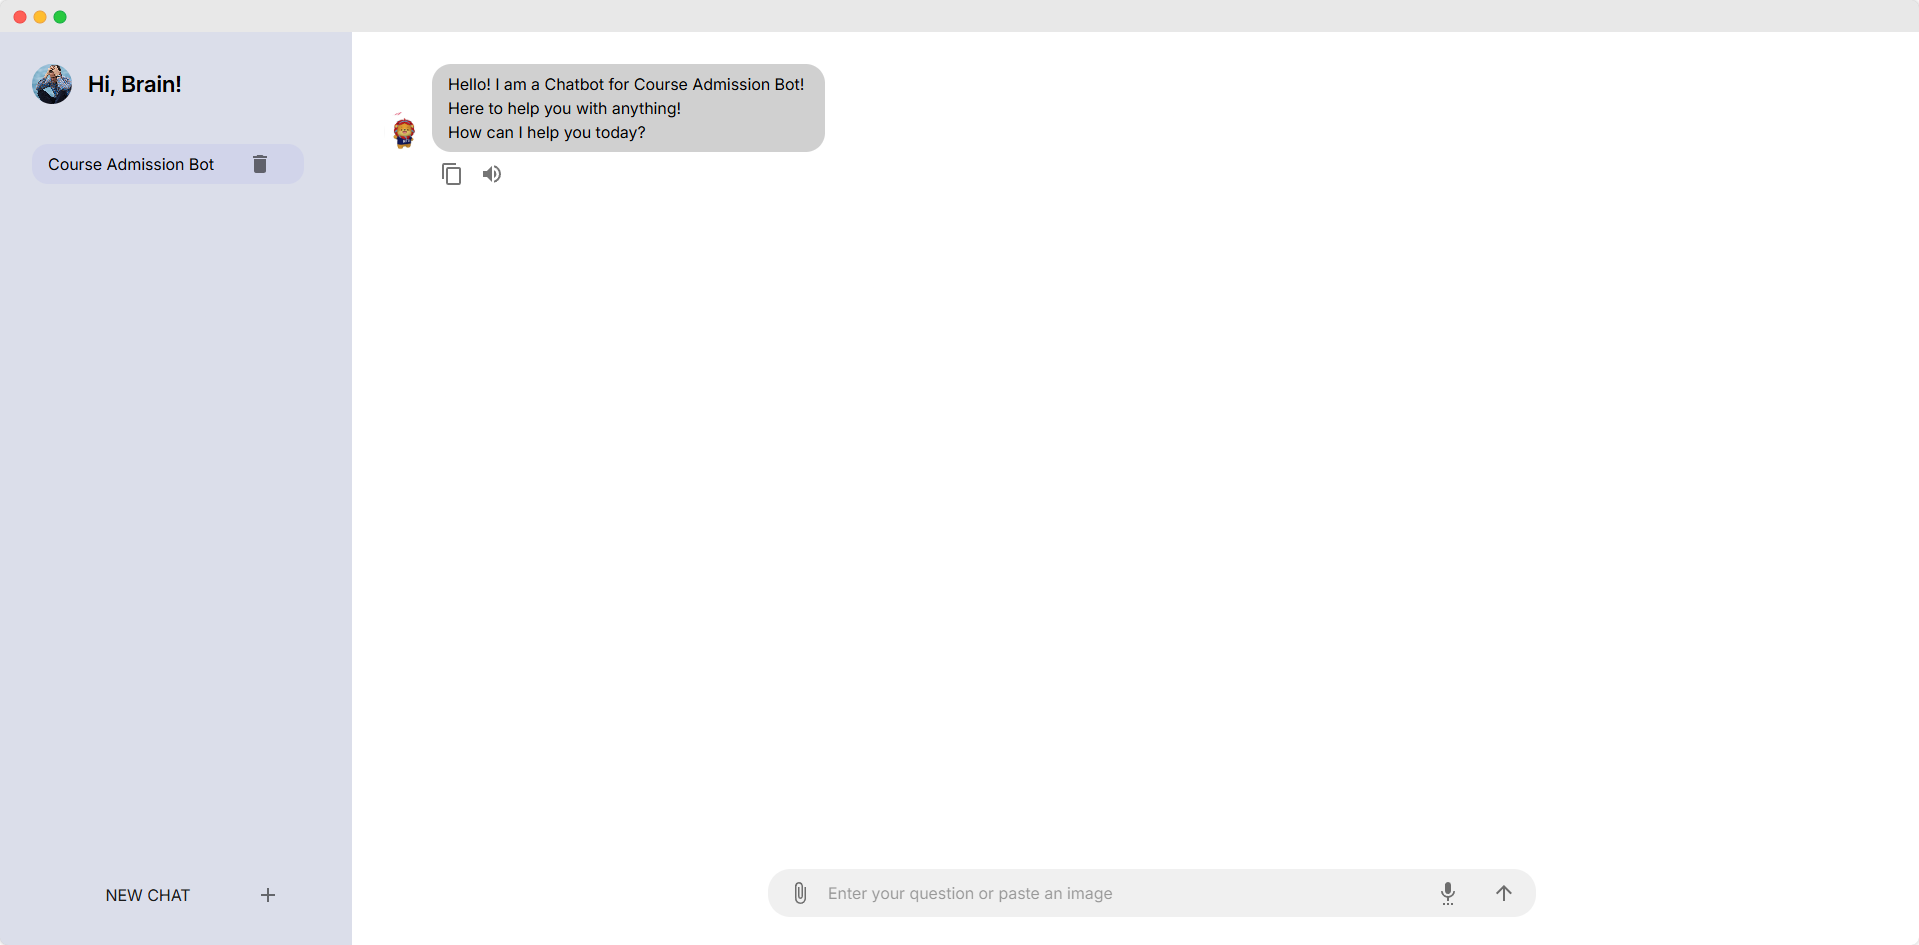 Hi, Brain!
Course Admission Bot
NEW CHAT
Hello! I am a Chatbot for Course Admission Bot!
Here to help you with anything!
How can I help you today?
Enter your question or paste an image